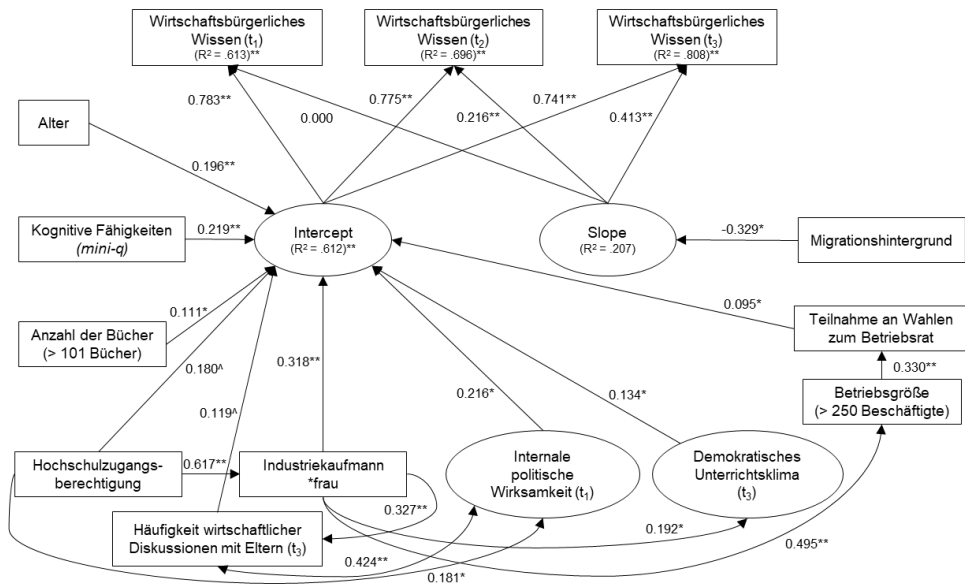 Wirtschaftsbürgerliches
Wissen (t₁)
(R² = .613)**
Wirtschaftsbürgerliches
Wissen (t₂)
(R² = .696)**
Wirtschaftsbürgerliches
Wissen (t₃)
(R² = .808)**
0.783**
0.000
0.775**
0.216**
0.741**
0.413**
Alter
0.196**
Kognitive Fähigkeiten
(mini-q)
0.219**
Intercept
(R² = .612)**
Slope
(R² = .207)
-0.329*
Migrationshintergrund
Anzahl der Bücher
(> 101 Bücher)
0.111*
0.180^
0.119^
0.318**
0.216*
0.134*
0.095*
Teilnahme an Wahlen
zum Betriebsrat
0.330**
Betriebsgröße
(> 250 Beschäftigte)
Hochschulzugangs-
berechtigung
0.617**
Industriekaufmann
*frau
Internale
politische
Wirksamkeit (t₁)
Demokratisches
Unterrichtsklima
(t₃)
Häufigkeit wirtschaftlicher
Diskussionen mit Eltern (t₃)
0.327**
0.424**
0.181*
0.192*
0.495**